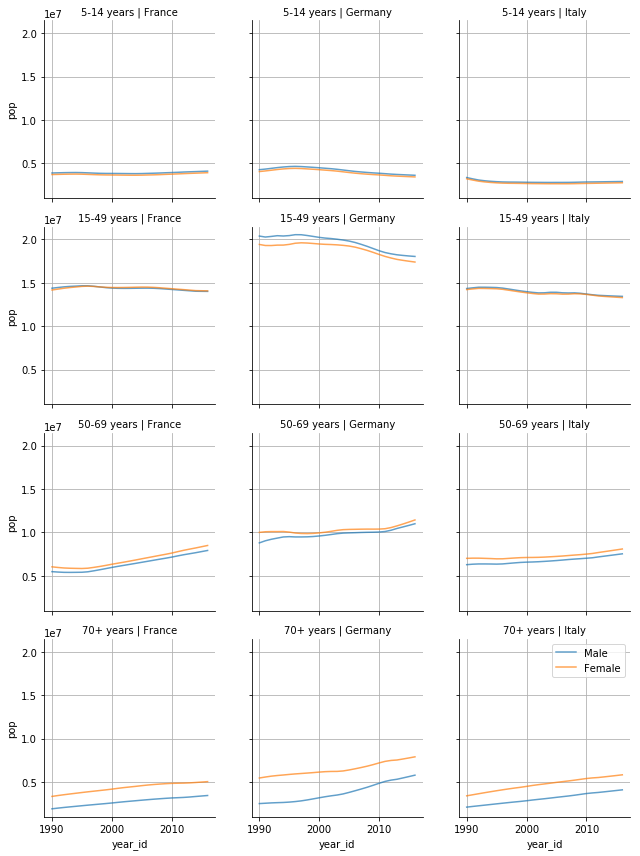 5-14 years | France
5-14 years | Germany
5-14 years | Italy
1e7
2.0
1.5
1.0
0.5
pop
15-49 years | France
15-49 years | Germany
15-49 years | Italy
1e7
2.0
1.5
1.0
0.5
pop
50-69 years | France
50-69 years | Germany
50-69 years | Italy
1e7
2.0
1.5
1.0
0.5
pop
70+ years | France
70+ years | Germany
70+ years | Italy
1e7
2.0
1.5
1.0
0.5
pop
Male
Female
1990 2000 2010
1990 2000 2010
1990 2000 2010
year_id
year_id
year_id